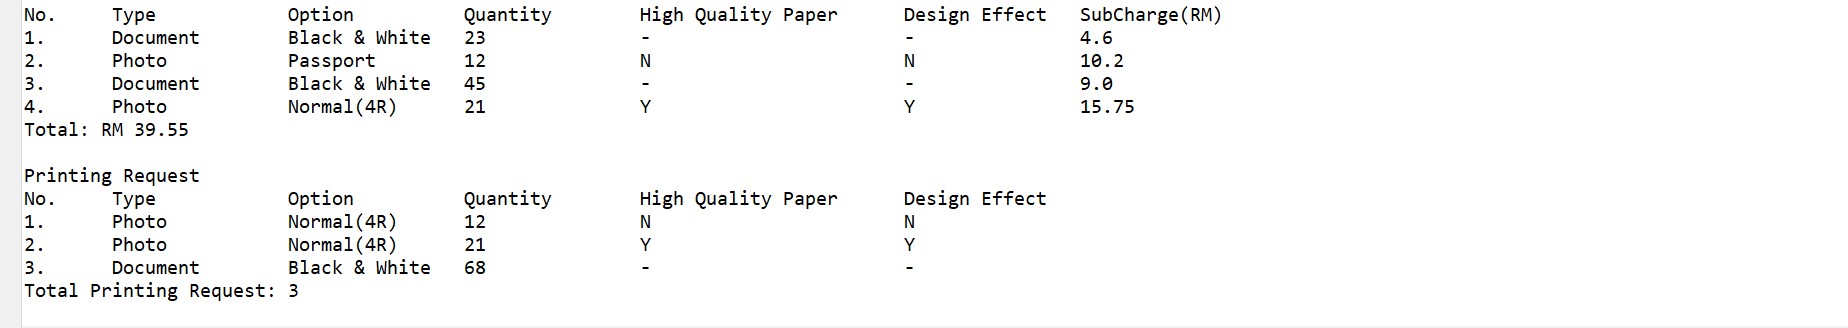 No. Type Option Quantity High Quality Paper Design Effect SubCharge(RM)
1. Document Black & White 23 - - 4.6
2. Photo Passport 12 N N 10.2
3. Document Black & White 45 - - 9.0
4. Photo Normal(4R) 21 Y Y 15.75
Total: RM 39.55
Printing Request
No. Type Option Quantity High Quality Paper Design Effect
1. Photo Normal(4R) 12 N N
2. Photo Normal(4R) 21 Y Y
3. Document Black & White 68 - -
Total Printing Request: 3